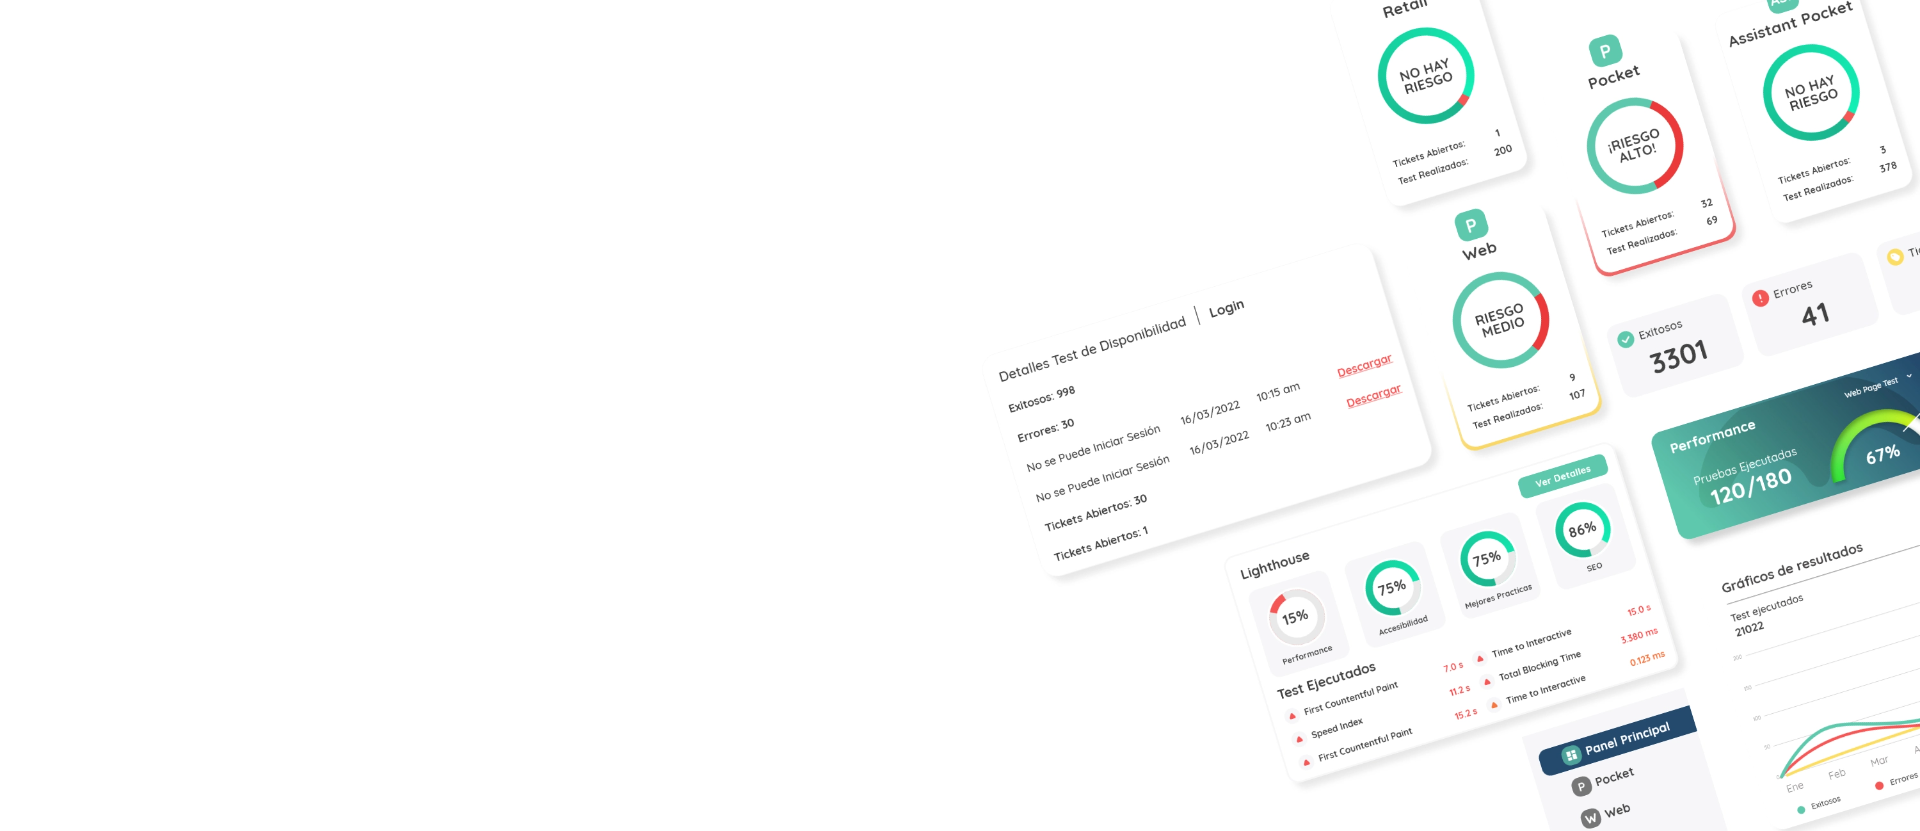 Retail
NO HAY
RIESGO
Tickets Abiertos: 1
Test Realizados: 200
P
Pocket
¡RIESGO
ALTO!
Tickets Abiertos: 32
Test Realizados: 69
Assistant Pocket
NO HAY
RIESGO
Tickets Abiertos: 3
Test Realizados: 378
P
Web
RIESGO
MEDIO
Tickets Abiertos: 9
Test Realizados: 107
Detalles Test de Disponibilidad | Login
Exitosos: 998
Errores: 30
No se Puede Iniciar Sesión 16/03/2022 10:15 am Descargar
No se Puede Iniciar Sesión 16/03/2022 10:23 am Descargar
Tickets Abiertos: 30
Tickets Abiertos: 1
Exitosos
3301
Errores
41
Performance
Web Page Test
Pruebas Ejecutadas
120/180
67%
Ver Detalles
Lighthouse
15%
Performance
75%
Accesibilidad
75%
Mejores Practicas
86%
SEO
Test Ejecutados
First Countentful Paint 7.0 s
Speed Index 11.2 s
First Countentful Paint 15.2 s
Time to Interactive 15.0 s
Total Blocking Time 3.380 ms
Time to Interactive 0.123 ms
Panel Principal
P Pocket
W Web
Gráficos de resultados
Test ejecutados
21022
Ene
Feb
Mar
Exitosos
Errores